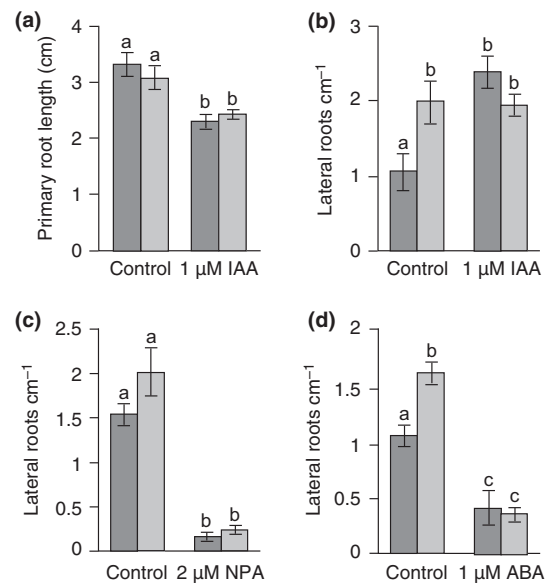 (a)
Primary root length (cm)
4
3
2
1
0
a a
b b
Control 1 µM IAA
(b)
Lateral roots cm⁻¹
3
2
1
0
a b
b b
Control 1 µM IAA
(c)
Lateral roots cm⁻¹
2.5
2
1.5
1
0.5
0
a a
b b
Control 2 µM NPA
(d)
Lateral roots cm⁻¹
2
1.5
1
0.5
0
a b
c c
Control 1 µM ABA